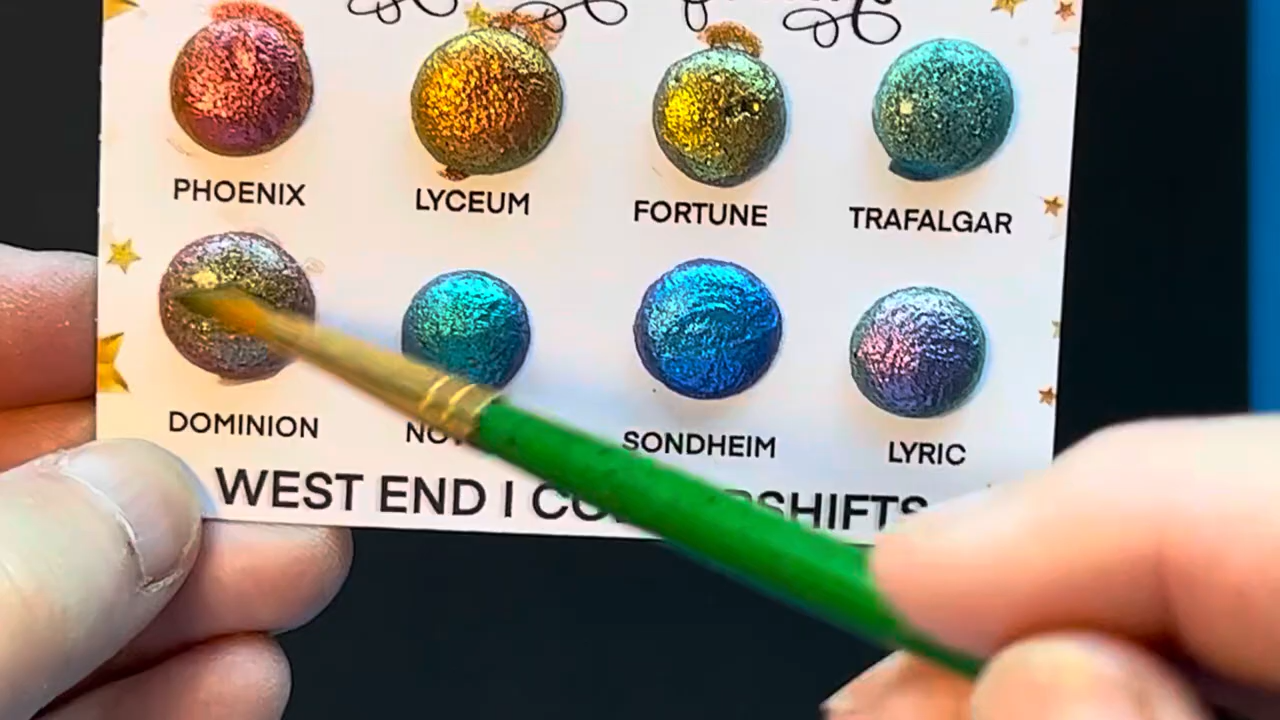 PHOENIX LYCEUM FORTUNE TRAFALGAR
DOMINION SONDHEIM LYRIC
WEST END I